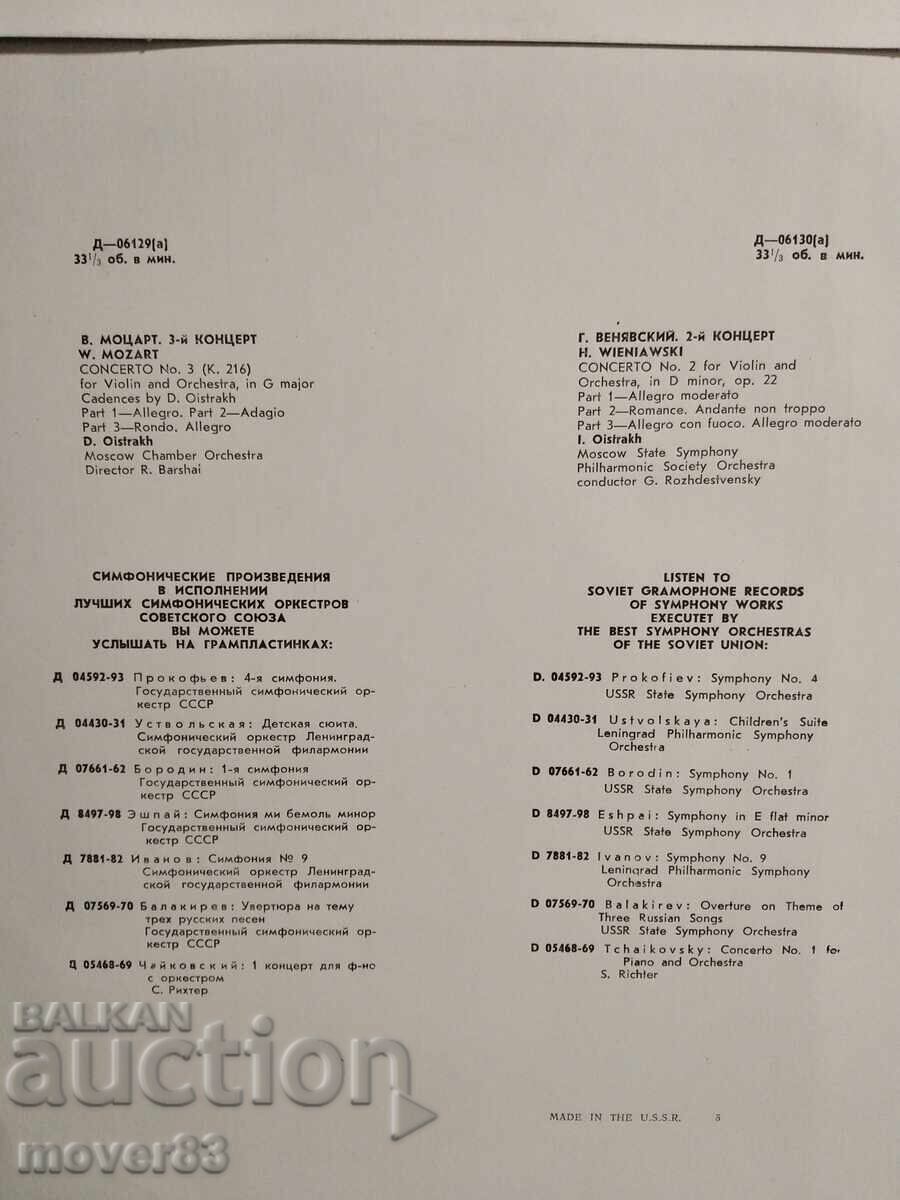 Д—06129(а)
33 1/3 об. в мин.
В. МОЦАРТ. 3-й КОНЦЕРТ
W. MOZART
CONCERTO No. 3 (K. 216)
for Violin and Orchestra, in G major
Cadences by D. Oistrakh
Part 1—Allegro. Part 2—Adagio
Part 3—Rondo. Allegro
D. Oistrakh
Moscow Chamber Orchestra
Director R. Barshai
Д—06130(а)
33 1/3 об. в мин.
Г. ВЕНЯВСКИЙ. 2-й КОНЦЕРТ
H. WIENIAWSKI
CONCERTO No. 2 for Violin and
Orchestra, in D minor, op. 22
Part 1—Allegro moderato
Part 2—Romance. Andante non troppo
Part 3—Allegro con fuoco. Allegro moderato
I. Oistrakh
Moscow State Symphony
Philharmonic Society Orchestra
conductor G. Rozhdestvensky
СИМФОНИЧЕСКИЕ ПРОИЗВЕДЕНИЯ
В ИСПОЛНЕНИИ
ЛУЧШИХ СИМФОНИЧЕСКИХ ОРКЕСТРОВ
СОВЕТСКОГО СОЮЗА
ВЫ МОЖЕТЕ
УСЛЫШАТЬ НА ГРАМПЛАСТИНКАХ:
Д 04592-93 Прокофьев: 4-я симфония.
Государственный симфонический ор-
кестр СССР
Д 04430-31 Уствольская: Детская сюита.
Симфонический оркестр Ленинград-
ской государственной филармонии
Д 07661-62 Бородин: 1-я симфония
Государственный симфонический ор-
кестр СССР
Д 8497-98 Эшпай: Симфония ми бемоль минор
Государственный симфонический ор-
кестр СССР
Д 7881-82 Иванов: Симфония № 9
Симфонический оркестр Ленинград-
ской государственной филармонии
Д 07569-70 Балакирев: Увертюра на тему
трех русских песен
Государственный симфонический ор-
кестр СССР
Д 05468-69 Чайковский: 1 концерт для ф-но
с оркестром
С. Рихтер
LISTEN TO
SOVIET GRAMOPHONE RECORDS
OF SYMPHONY WORKS
EXECUTET BY
THE BEST SYMPHONY ORCHESTRAS
OF THE SOVIET UNION:
D. 04592-93 Prokofiev: Symphony No. 4
USSR State Symphony Orchestra
D 04430-31 Ustvolskaya: Children's Suite
Leningrad Philharmonic Symphony
Orchestra
D 07661-62 Borodin: Symphony No. 1
USSR State Symphony Orchestra
D 8497-98 Eshpai: Symphony in E flat minor
USSR State Symphony Orchestra
D 7881-82 Ivanov: Symphony No. 9
Leningrad Philharmonic Symphony
Orchestra
D 07569-70 Balakirev: Overture on Theme of
Three Russian Songs
USSR State Symphony Orchestra
D 05468-69 Tchaikovsky: Concerto No. 1 for
Piano and Orchestra
S. Richter
MADE IN THE U.S.S.R. 5
BALKAN
auction
mover83